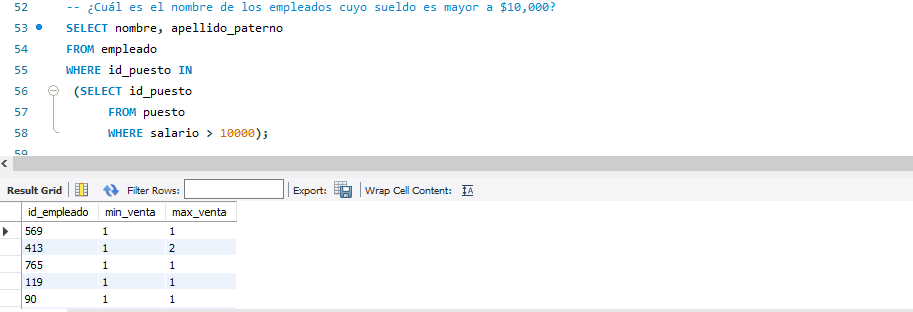 52 -- ¿Cuál es el nombre de los empleados cuyo sueldo es mayor a $10,000?
53 SELECT nombre, apellido_paterno
54 FROM empleado
55 WHERE id_puesto IN
56 (SELECT id_puesto
57 FROM puesto
58 WHERE salario > 10000);
59
Result Grid Filter Rows: Export: Wrap Cell Content: IA
id_empleado min_venta max_venta
569 1 1
413 1 2
765 1 1
119 1 1
90 1 1